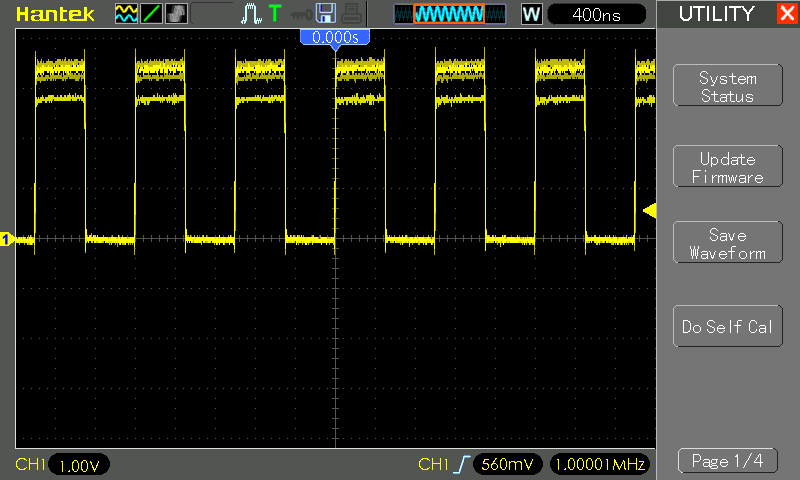 Hantek
T
W
400ns
UTILITY
0.000s
System
Status
Update
Firmware
Save
Waveform
Do Self Cal
1
CH1
1.00V
CH1
560mV
1.00001MHz
Page 1/4